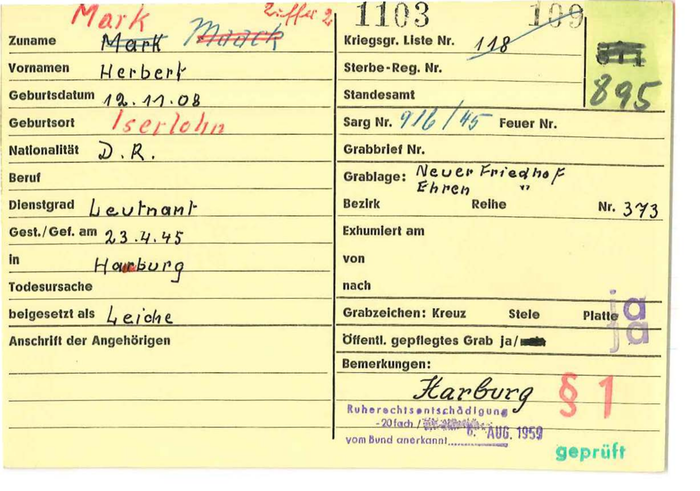 Mark Ziffer 2
Zuname Mark Maack
Vornamen Herbert
Geburtsdatum 12.11.08
Geburtsort Iserlohn
Nationalität D.R.
Beruf
Dienstgrad Leutnant
Gest./Gef. am 23.4.45
in Harburg
Todesursache
beigesetzt als Leiche
Anschrift der Angehörigen
1103 109
Kriegsgr. Liste Nr. 118
Sterbe-Reg. Nr.
Standesamt
895
Sarg Nr. 916/45 Feuer Nr.
Grabbrief Nr.
Grablage: Neuer Friedhof
Ehren "
Bezirk Reihe Nr. 373
Exhumiert am
von
nach
Grabzeichen: Kreuz Stele Platte ja
Öffentl. gepflegtes Grab ja/ ja
Bemerkungen:
Harburg § 1
Ruherechtsentschädigung
-20fach /
vom Bund anerkannt 6. AUG. 1959
geprüft